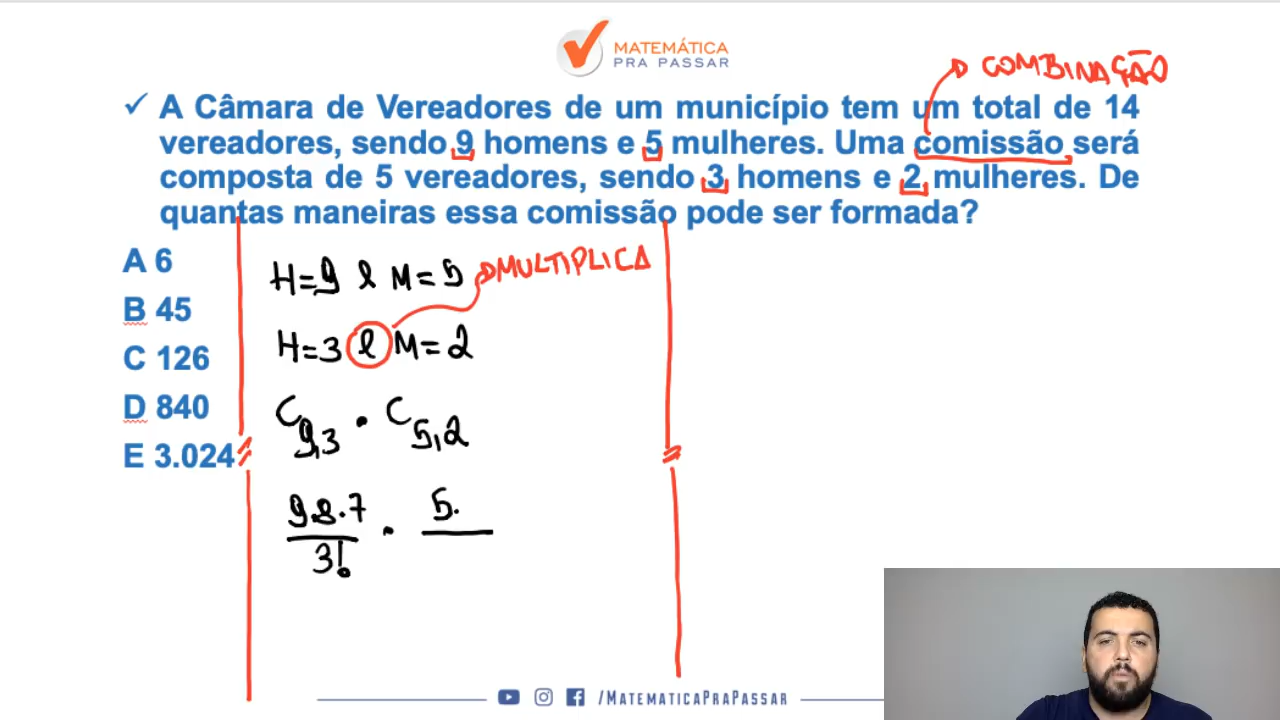 MATEMÁTICA
PRA PASSAR
COMBINAÇÃO
✓ A Câmara de Vereadores de um município tem um total de 14
vereadores, sendo 9 homens e 5 mulheres. Uma comissão será
composta de 5 vereadores, sendo 3 homens e 2 mulheres. De
quantas maneiras essa comissão pode ser formada?
A 6
B 45
C 126
D 840
E 3.024
H=9 e M=5
MULTIPLICA
H=3 e M=2
C9,3 · C5,2
9.8.7 / 3! · 5.
/MATEMATICAPRAPASSAR